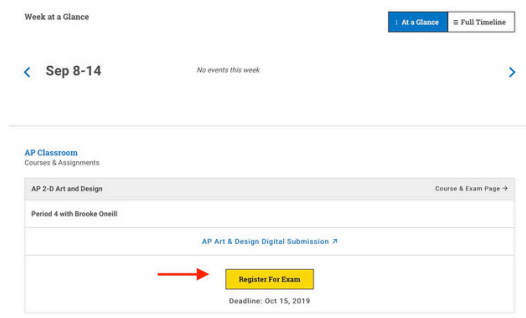 Week at a Glance
At a Glance
Full Timeline
Sep 8-14
No events this week
AP Classroom
Courses & Assignments
AP 2-D Art and Design
Course & Exam Page →
Period 4 with Brooke Oneill
AP Art & Design Digital Submission ↗
Register For Exam
Deadline: Oct 15, 2019